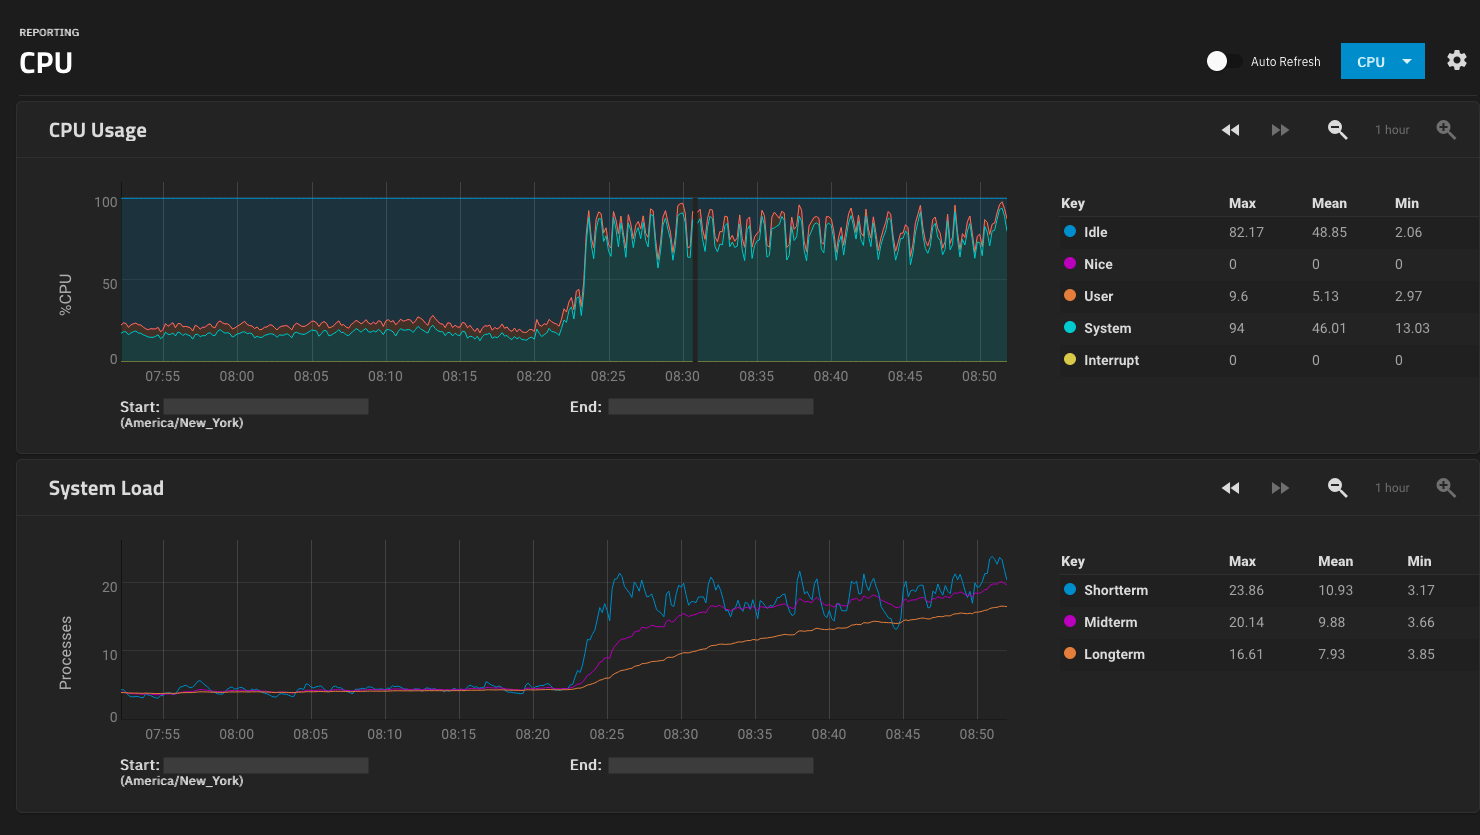 REPORTING
CPU
Auto Refresh
CPU
CPU Usage
1 hour
%CPU
100
50
0
07:55 08:00 08:05 08:10 08:15 08:20 08:25 08:30 08:35 08:40 08:45 08:50
Start:
(America/New_York)
End:
Key Max Mean Min
Idle 82.17 48.85 2.06
Nice 0 0 0
User 9.6 5.13 2.97
System 94 46.01 13.03
Interrupt 0 0 0
System Load
1 hour
Processes
20
10
0
07:55 08:00 08:05 08:10 08:15 08:20 08:25 08:30 08:35 08:40 08:45 08:50
Start:
(America/New_York)
End:
Key Max Mean Min
Shortterm 23.86 10.93 3.17
Midterm 20.14 9.88 3.66
Longterm 16.61 7.93 3.85